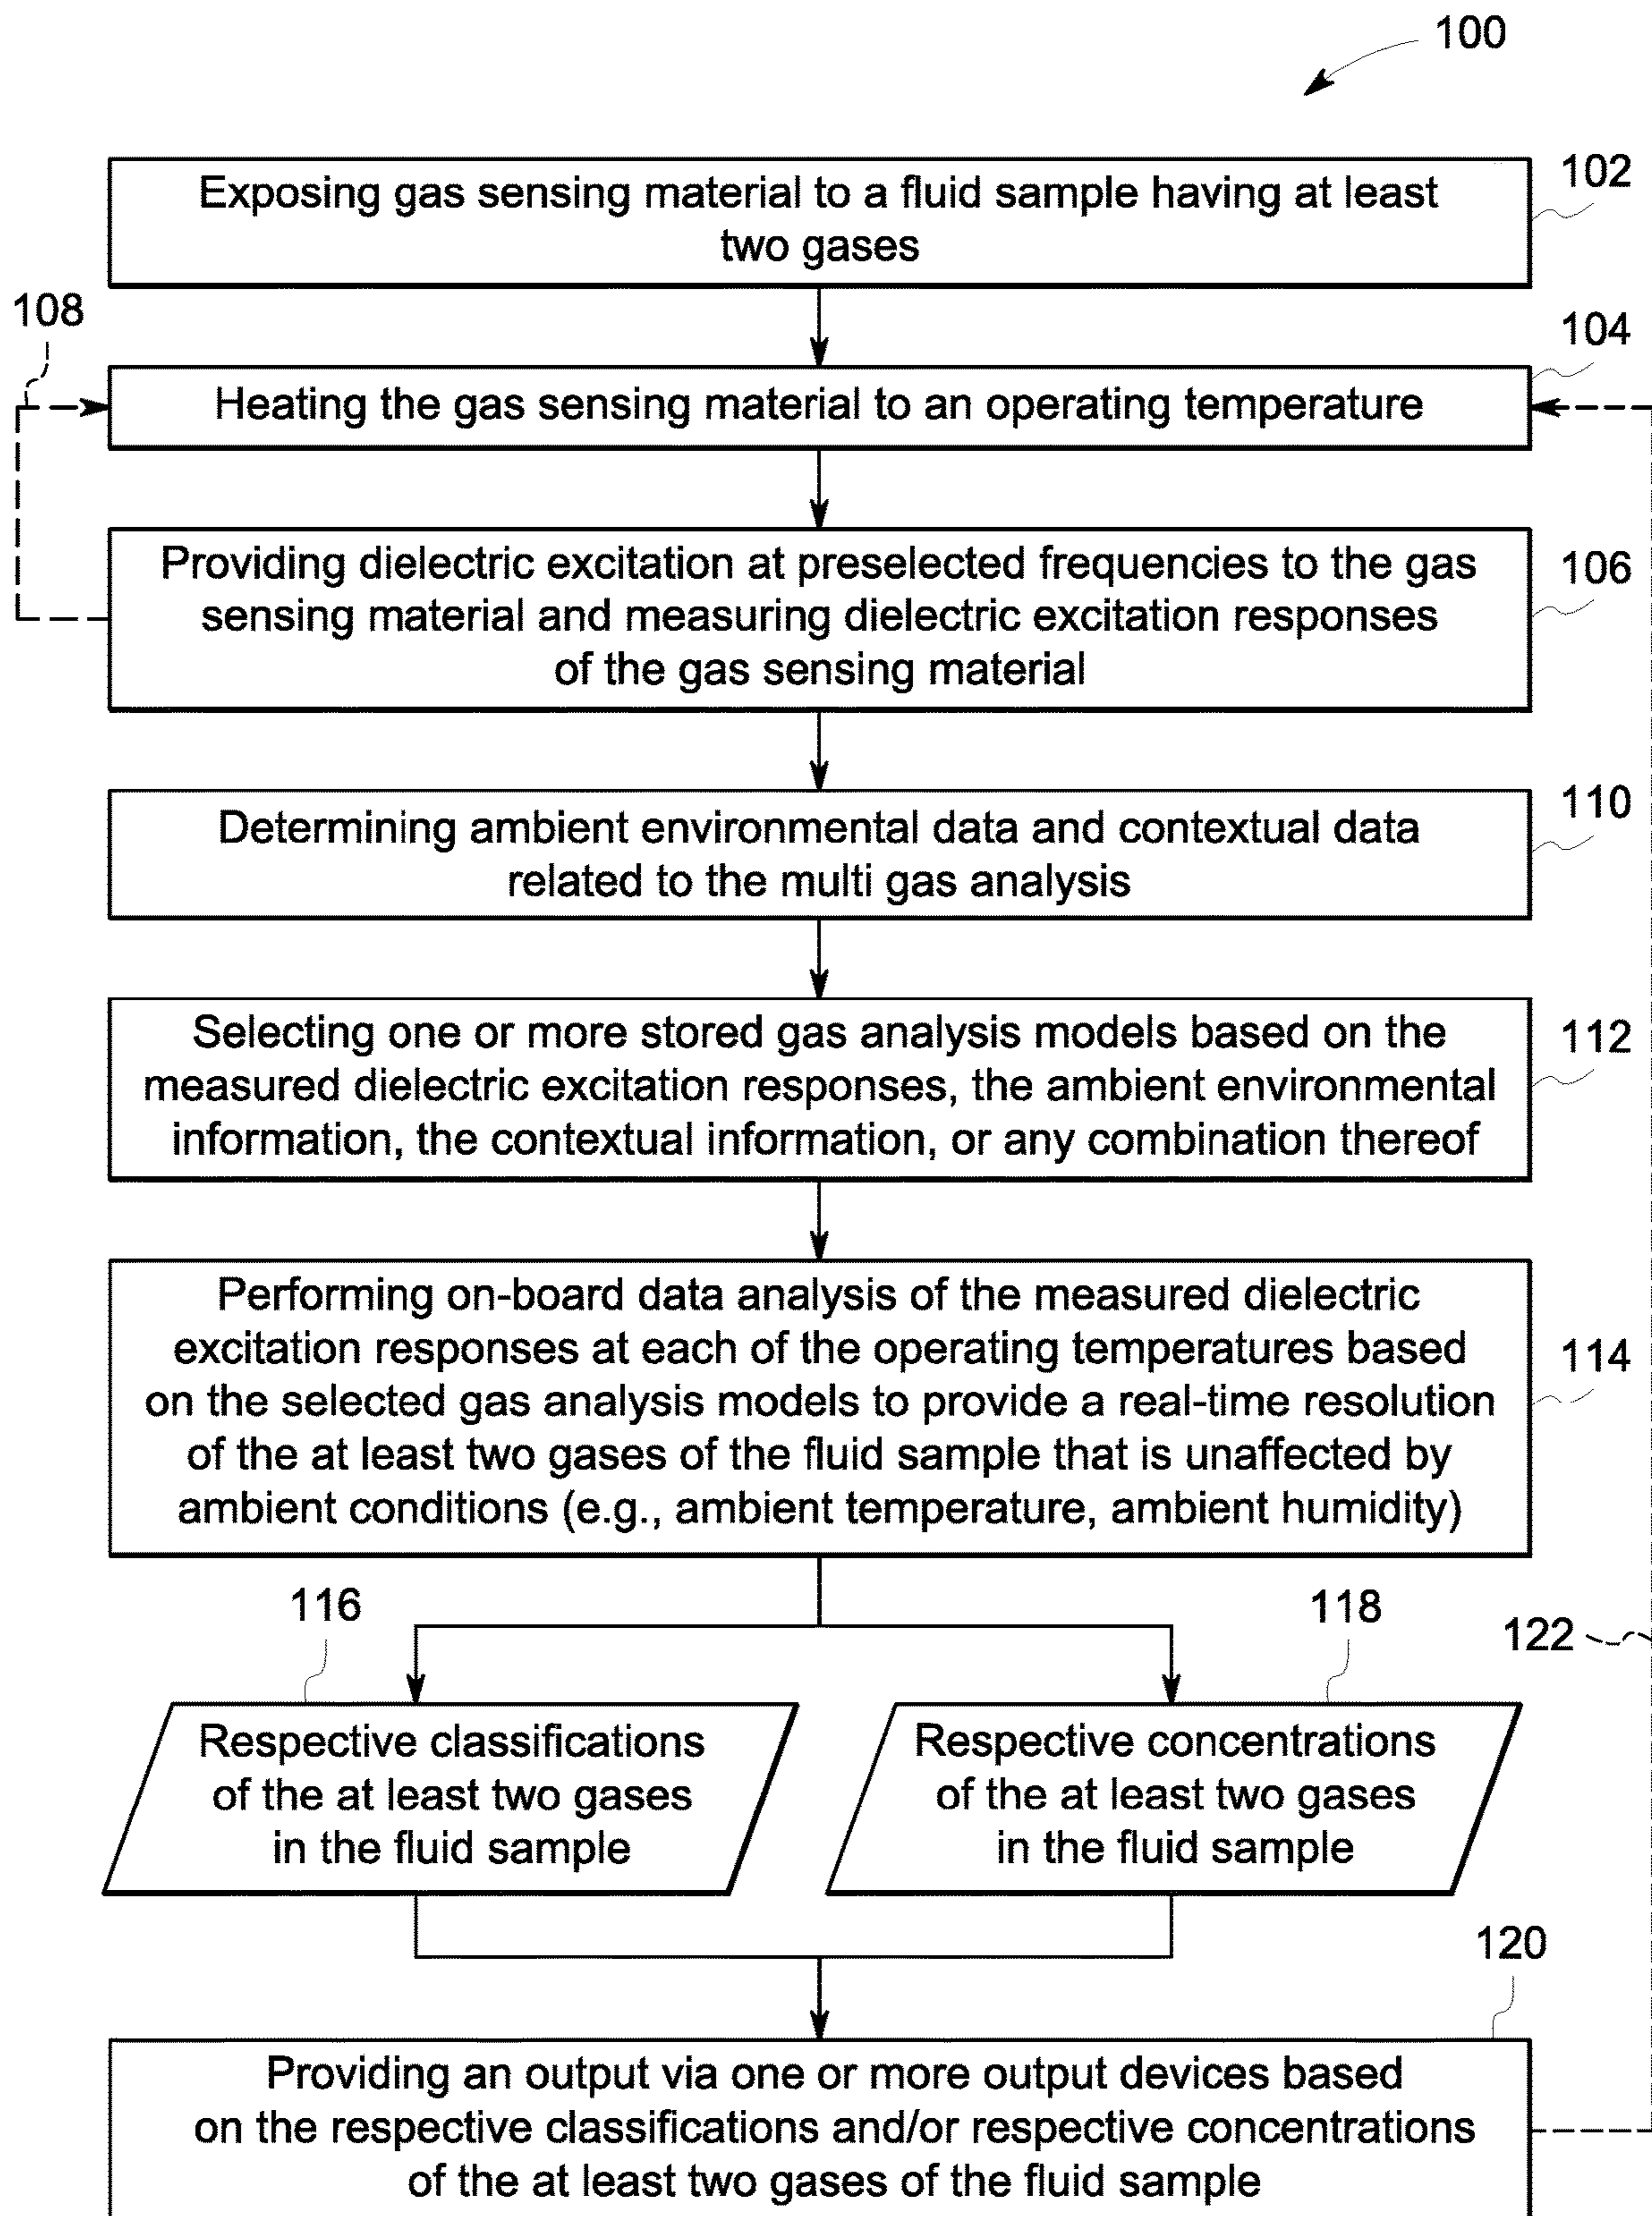 100
102
Exposing gas sensing material to a fluid sample having at least
two gases
108
104
Heating the gas sensing material to an operating temperature
106
Providing dielectric excitation at preselected frequencies to the gas
sensing material and measuring dielectric excitation responses
of the gas sensing material
110
Determining ambient environmental data and contextual data
related to the multi gas analysis
112
Selecting one or more stored gas analysis models based on the
measured dielectric excitation responses, the ambient environmental
information, the contextual information, or any combination thereof
114
Performing on-board data analysis of the measured dielectric
excitation responses at each of the operating temperatures based
on the selected gas analysis models to provide a real-time resolution
of the at least two gases of the fluid sample that is unaffected by
ambient conditions (e.g., ambient temperature, ambient humidity)
116
118
122
Respective classifications
of the at least two gases
in the fluid sample
Respective concentrations
of the at least two gases
in the fluid sample
120
Providing an output via one or more output devices based
on the respective classifications and/or respective concentrations
of the at least two gases of the fluid sample